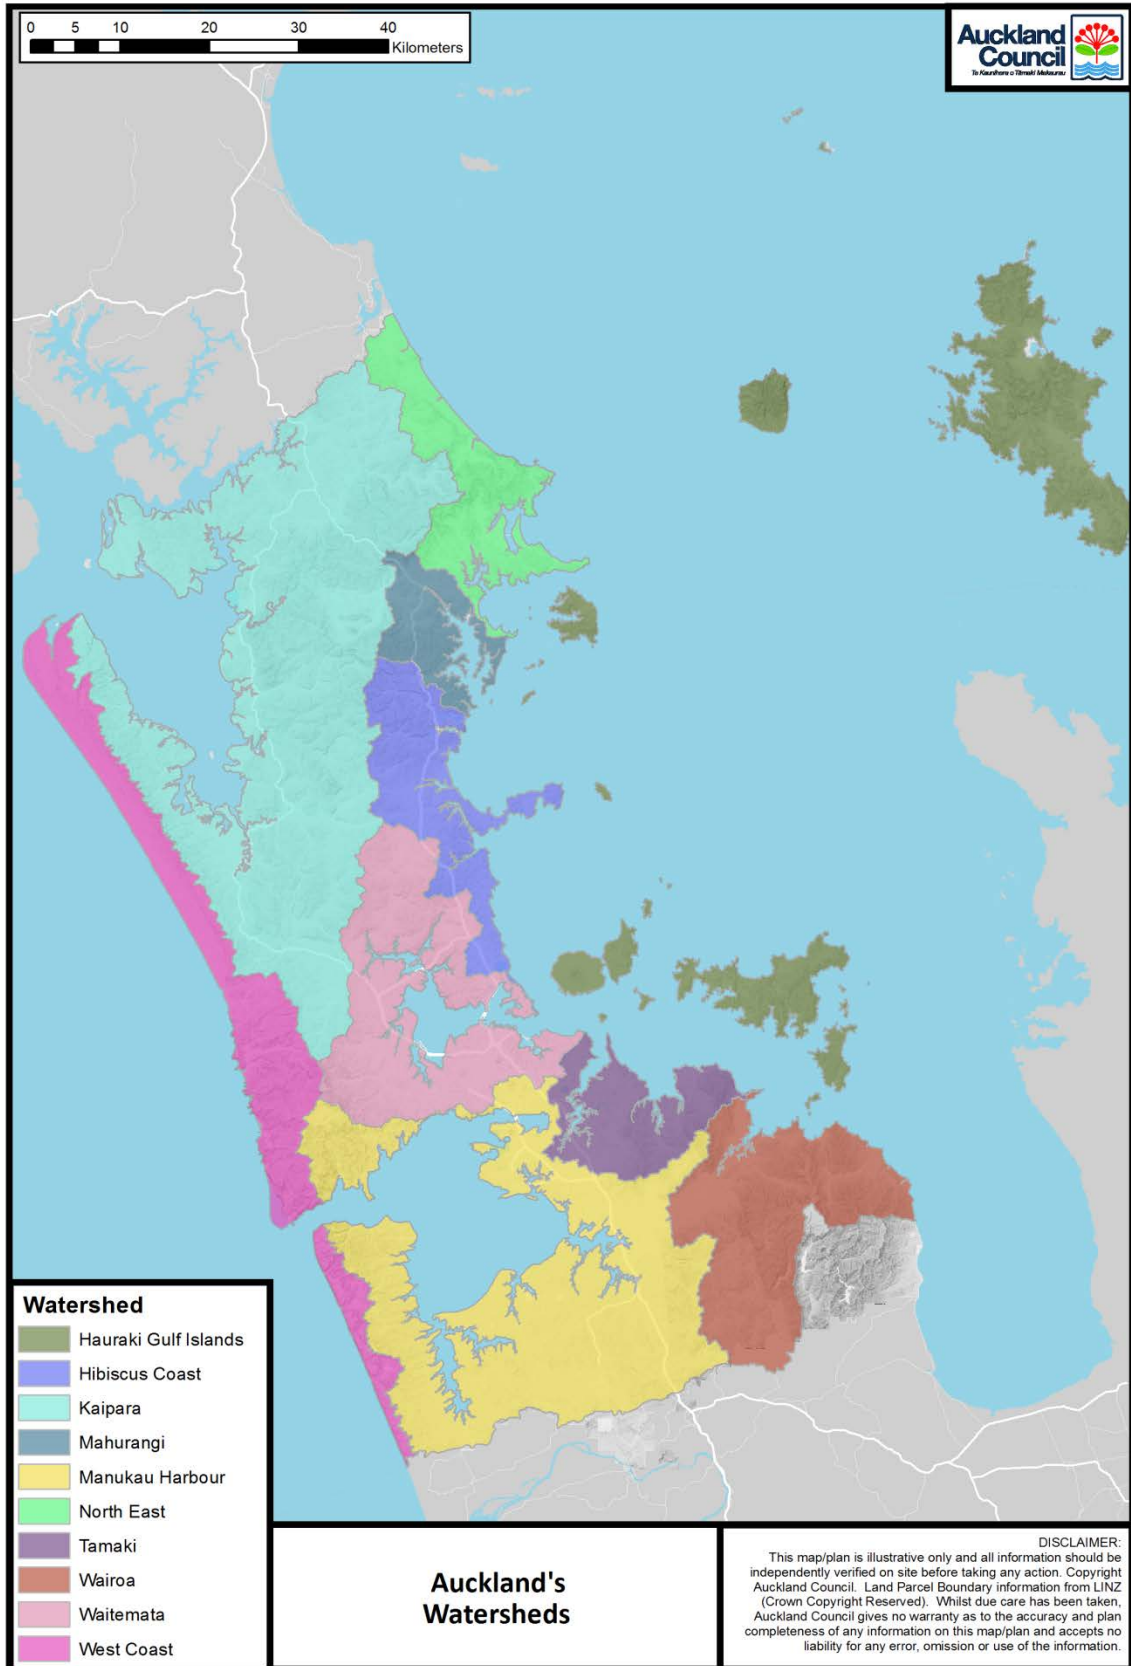 0 5 10 20 30 40
Kilometers
Auckland
Council
Te Kaunihera o Tāmaki Makaurau
Watershed
Hauraki Gulf Islands
Hibiscus Coast
Kaipara
Mahurangi
Manukau Harbour
North East
Tamaki
Wairoa
Waitemata
West Coast
Auckland's
Watersheds
DISCLAIMER:
This map/plan is illustrative only and all information should be
independently verified on site before taking any action. Copyright
Auckland Council. Land Parcel Boundary information from LINZ
(Crown Copyright Reserved). Whilst due care has been taken,
Auckland Council gives no warranty as to the accuracy and plan
completeness of any information on this map/plan and accepts no
liability for any error, omission or use of the information.